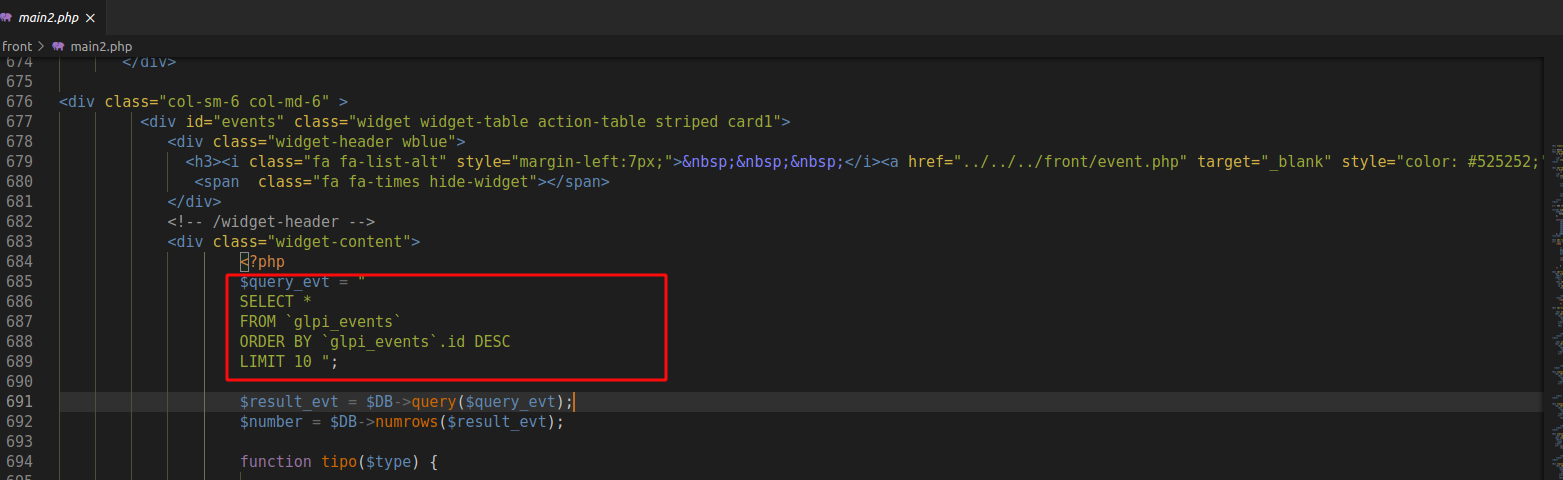 main2.php ×
front > main2.php
674 </div>
675
676 <div class="col-sm-6 col-md-6" >
677 <div id="events" class="widget widget-table action-table striped card1">
678 <div class="widget-header wblue">
679 <h3><i class="fa fa-list-alt" style="margin-left:7px;">&nbsp;&nbsp;&nbsp;</i><a href="../../../front/event.php" target="_blank" style="color: #525252;"
680 <span  class="fa fa-times hide-widget"></span>
681 </div>
682 <!-- /widget-header -->
683 <div class="widget-content">
684 <?php
685 $query_evt = "
686 SELECT *
687 FROM `glpi_events`
688 ORDER BY `glpi_events`.id DESC
689 LIMIT 10 ";
690
691 $result_evt = $DB->query($query_evt);
692 $number = $DB->numrows($result_evt);
693
694 function tipo($type) {
695